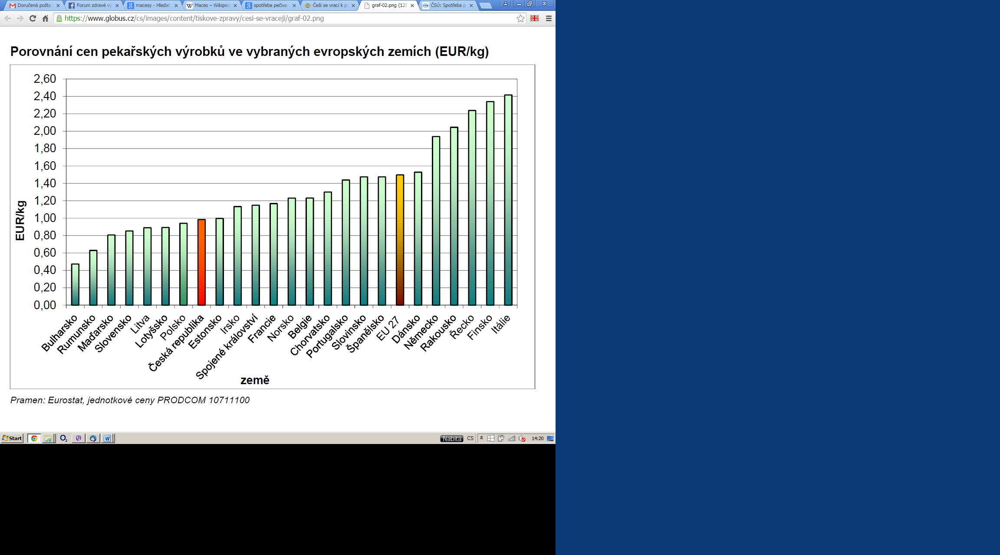 Doručená pošta
Forum zdravé vý
macesy - Hledat
Maces – Wikiped
spotřeba pečiva
Češi se vrací k p
graf-02.png (125
ČSÚ: Spotřeba p
https://www.globus.cz/cs/images/content/tiskove-zpravy/cesi-se-vraceji/graf-02.png
Porovnání cen pekařských výrobků ve vybraných evropských zemích (EUR/kg)
2,60
2,40
2,20
2,00
1,80
1,60
1,40
1,20
1,00
0,80
0,60
0,40
0,20
0,00
EUR/kg
Bulharsko
Rumunsko
Maďarsko
Slovensko
Litva
Lotyšsko
Polsko
Česká republika
Estonsko
Irsko
Spojené království
Francie
Norsko
Belgie
Chorvatsko
Portugalsko
Slovinsko
Španělsko
EU 27
Dánsko
Německo
Rakousko
Řecko
Finsko
Itálie
země
Pramen: Eurostat, jednotkové ceny PRODCOM 10711100
Start
O2
Nabitá
CS
14:20